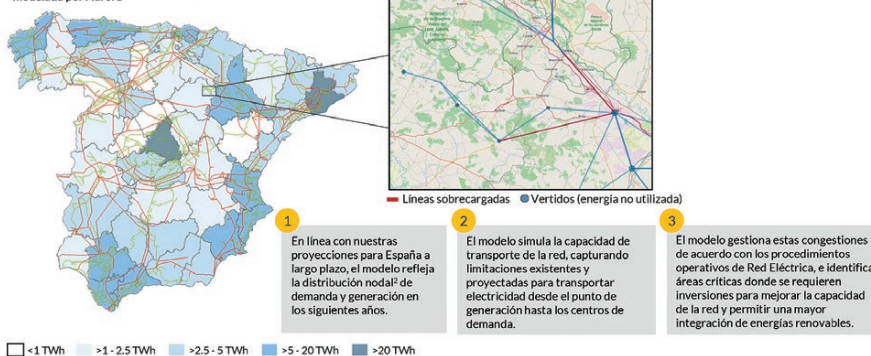 Líneas sobrecargadas
Vertidos (energía no utilizada)
1
En línea con nuestras
proyecciones para España a
largo plazo, el modelo refleja
la distribución nodal² de
demanda y generación en
los siguientes años.
2
El modelo simula la capacidad de
transporte de la red, capturando
limitaciones existentes y
proyectadas para transportar
electricidad desde el punto de
generación hasta los centros de
demanda.
3
El modelo gestiona estas congestiones
de acuerdo con los procedimientos
operativos de Red Eléctrica, e identifica
áreas críticas donde se requieren
inversiones para mejorar la capacidad
de la red y permitir una mayor
integración de energías renovables.
<1 TWh
>1 - 2.5 TWh
>2.5 - 5 TWh
>5 - 20 TWh
>20 TWh